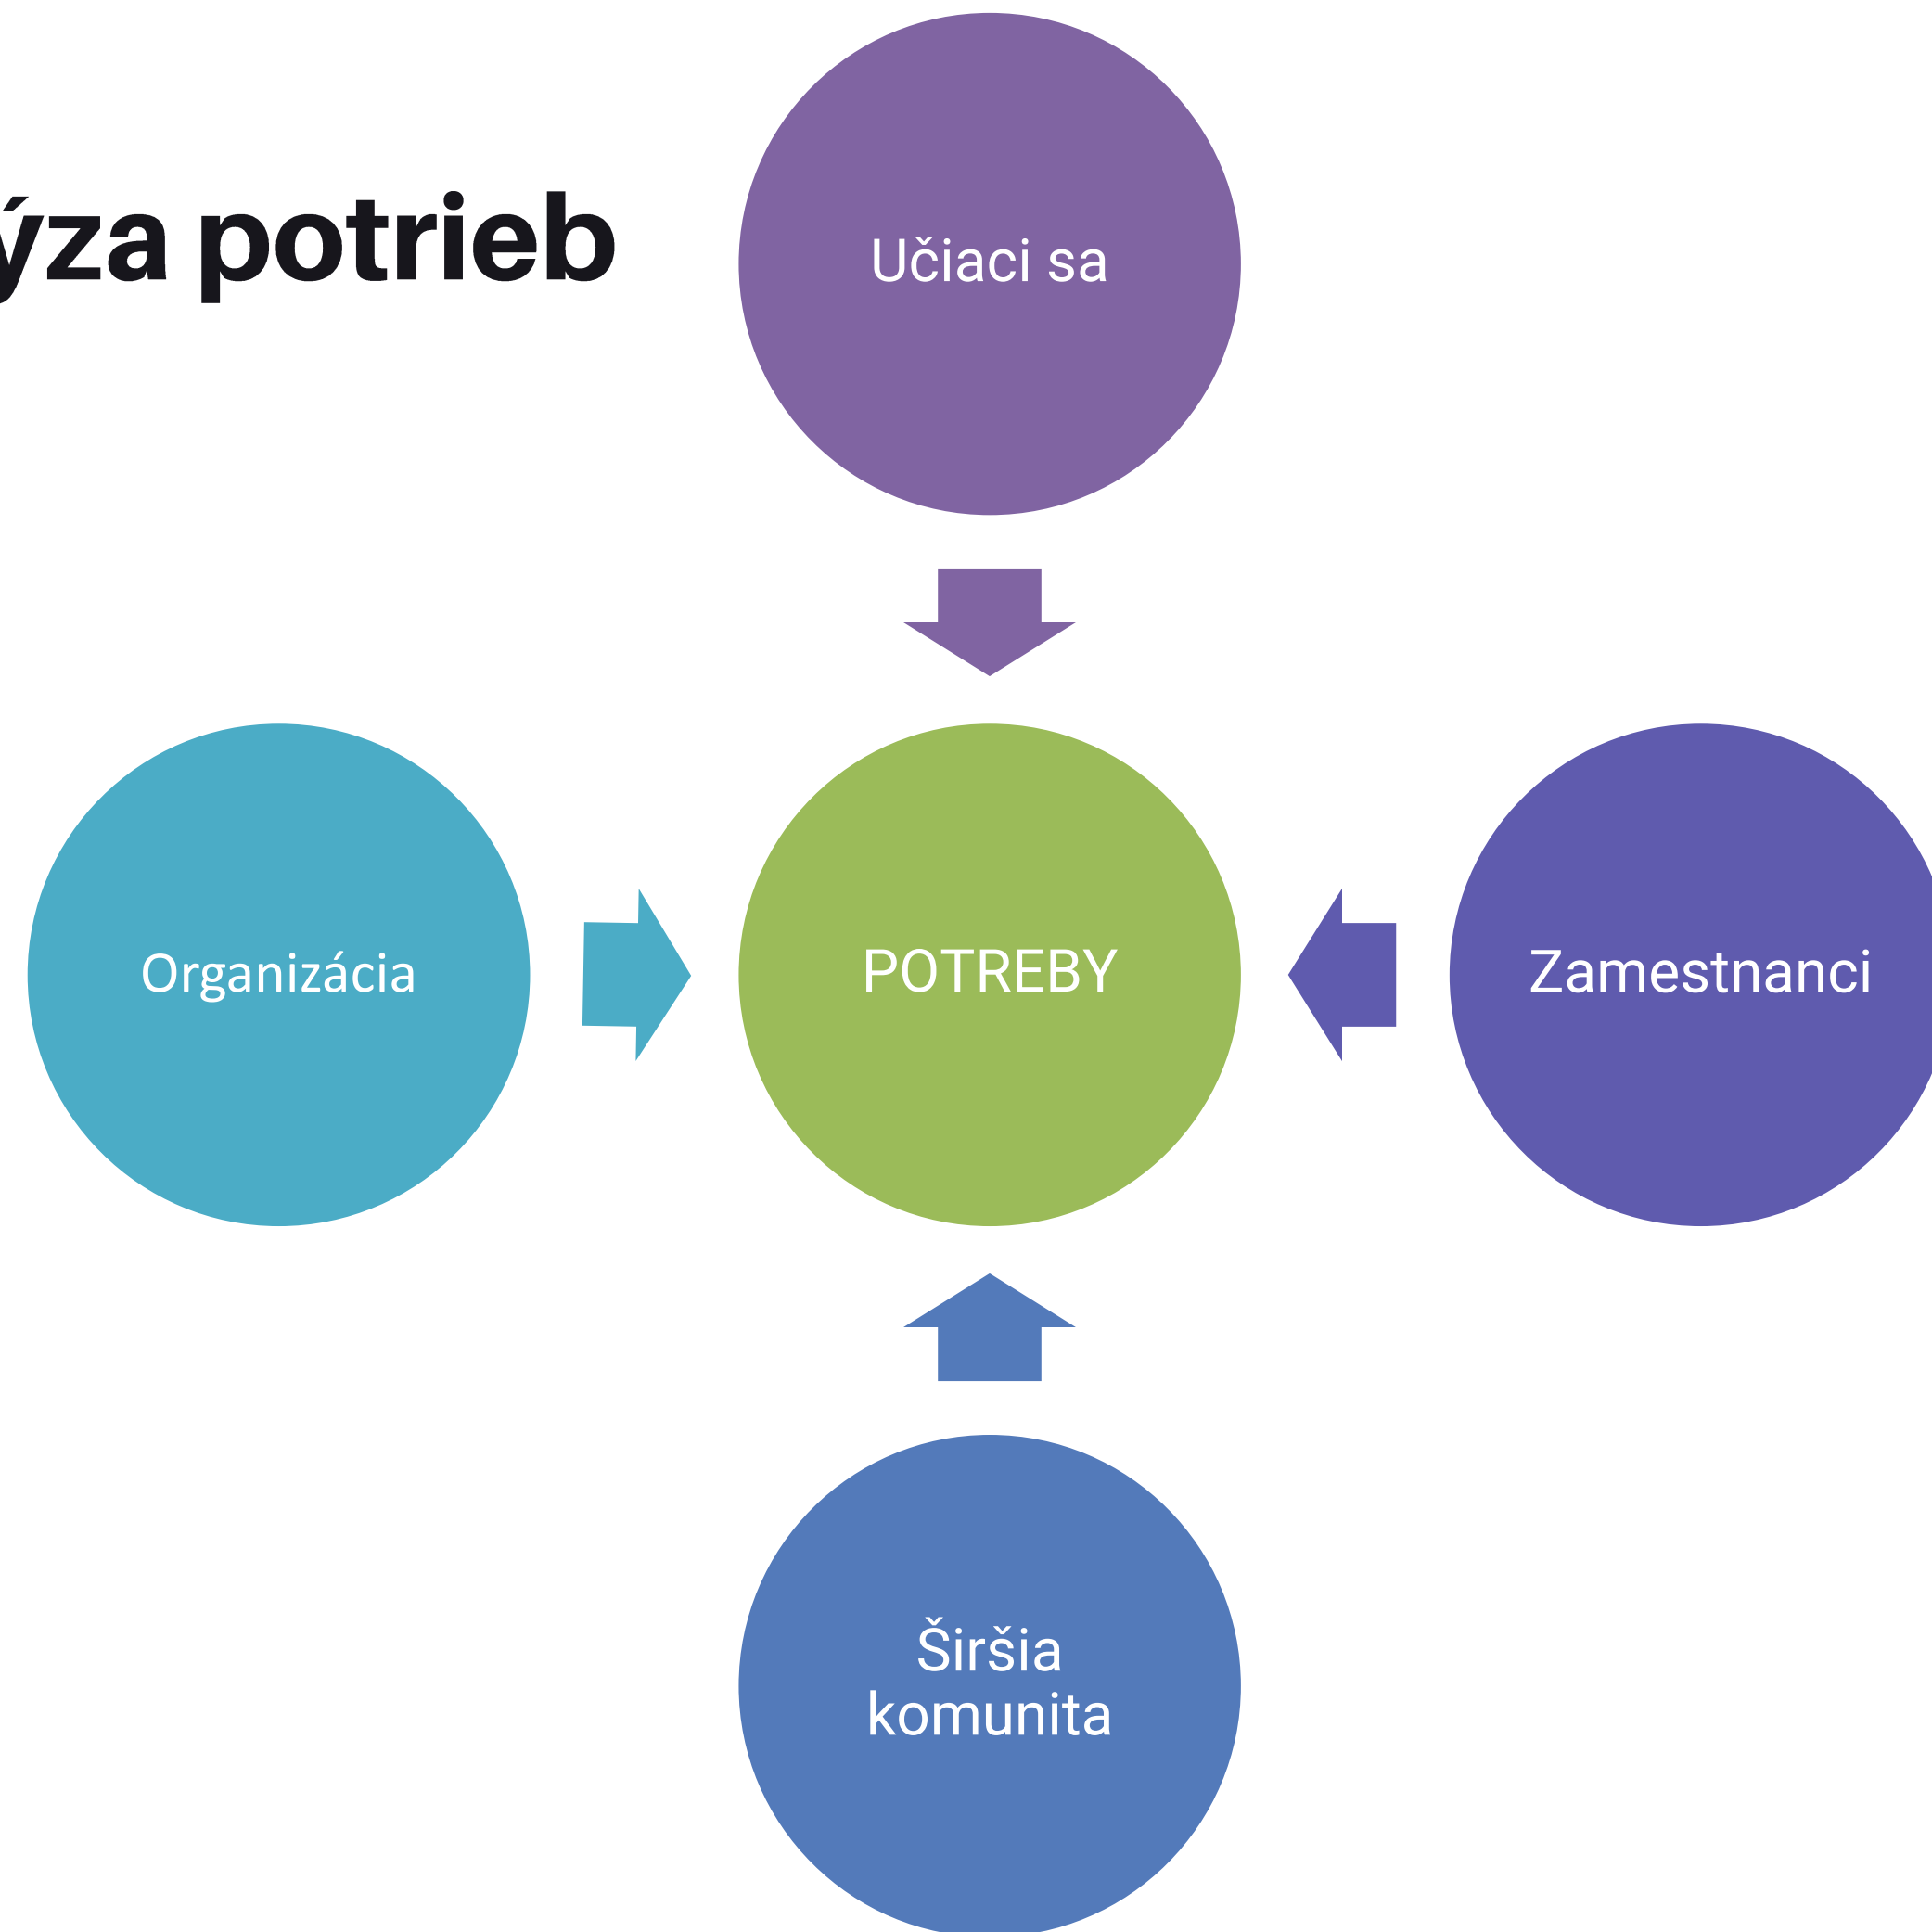 ýza potrieb
Učiaci sa
Organizácia
POTREBY
Zamestnanci
Širšia
komunita